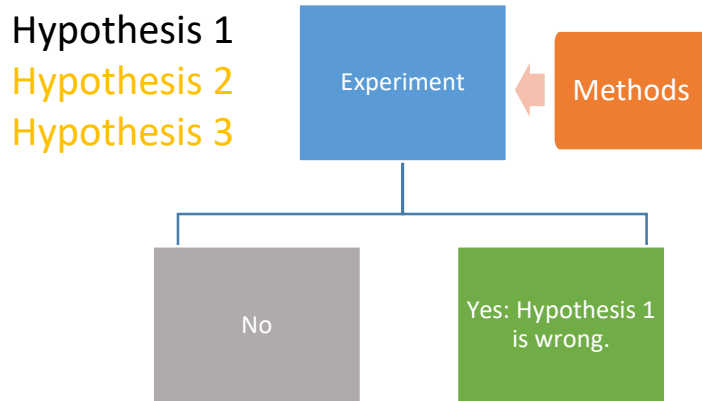 Hypothesis 1
Hypothesis 2
Hypothesis 3
Experiment
Methods
No
Yes: Hypothesis 1
is wrong.